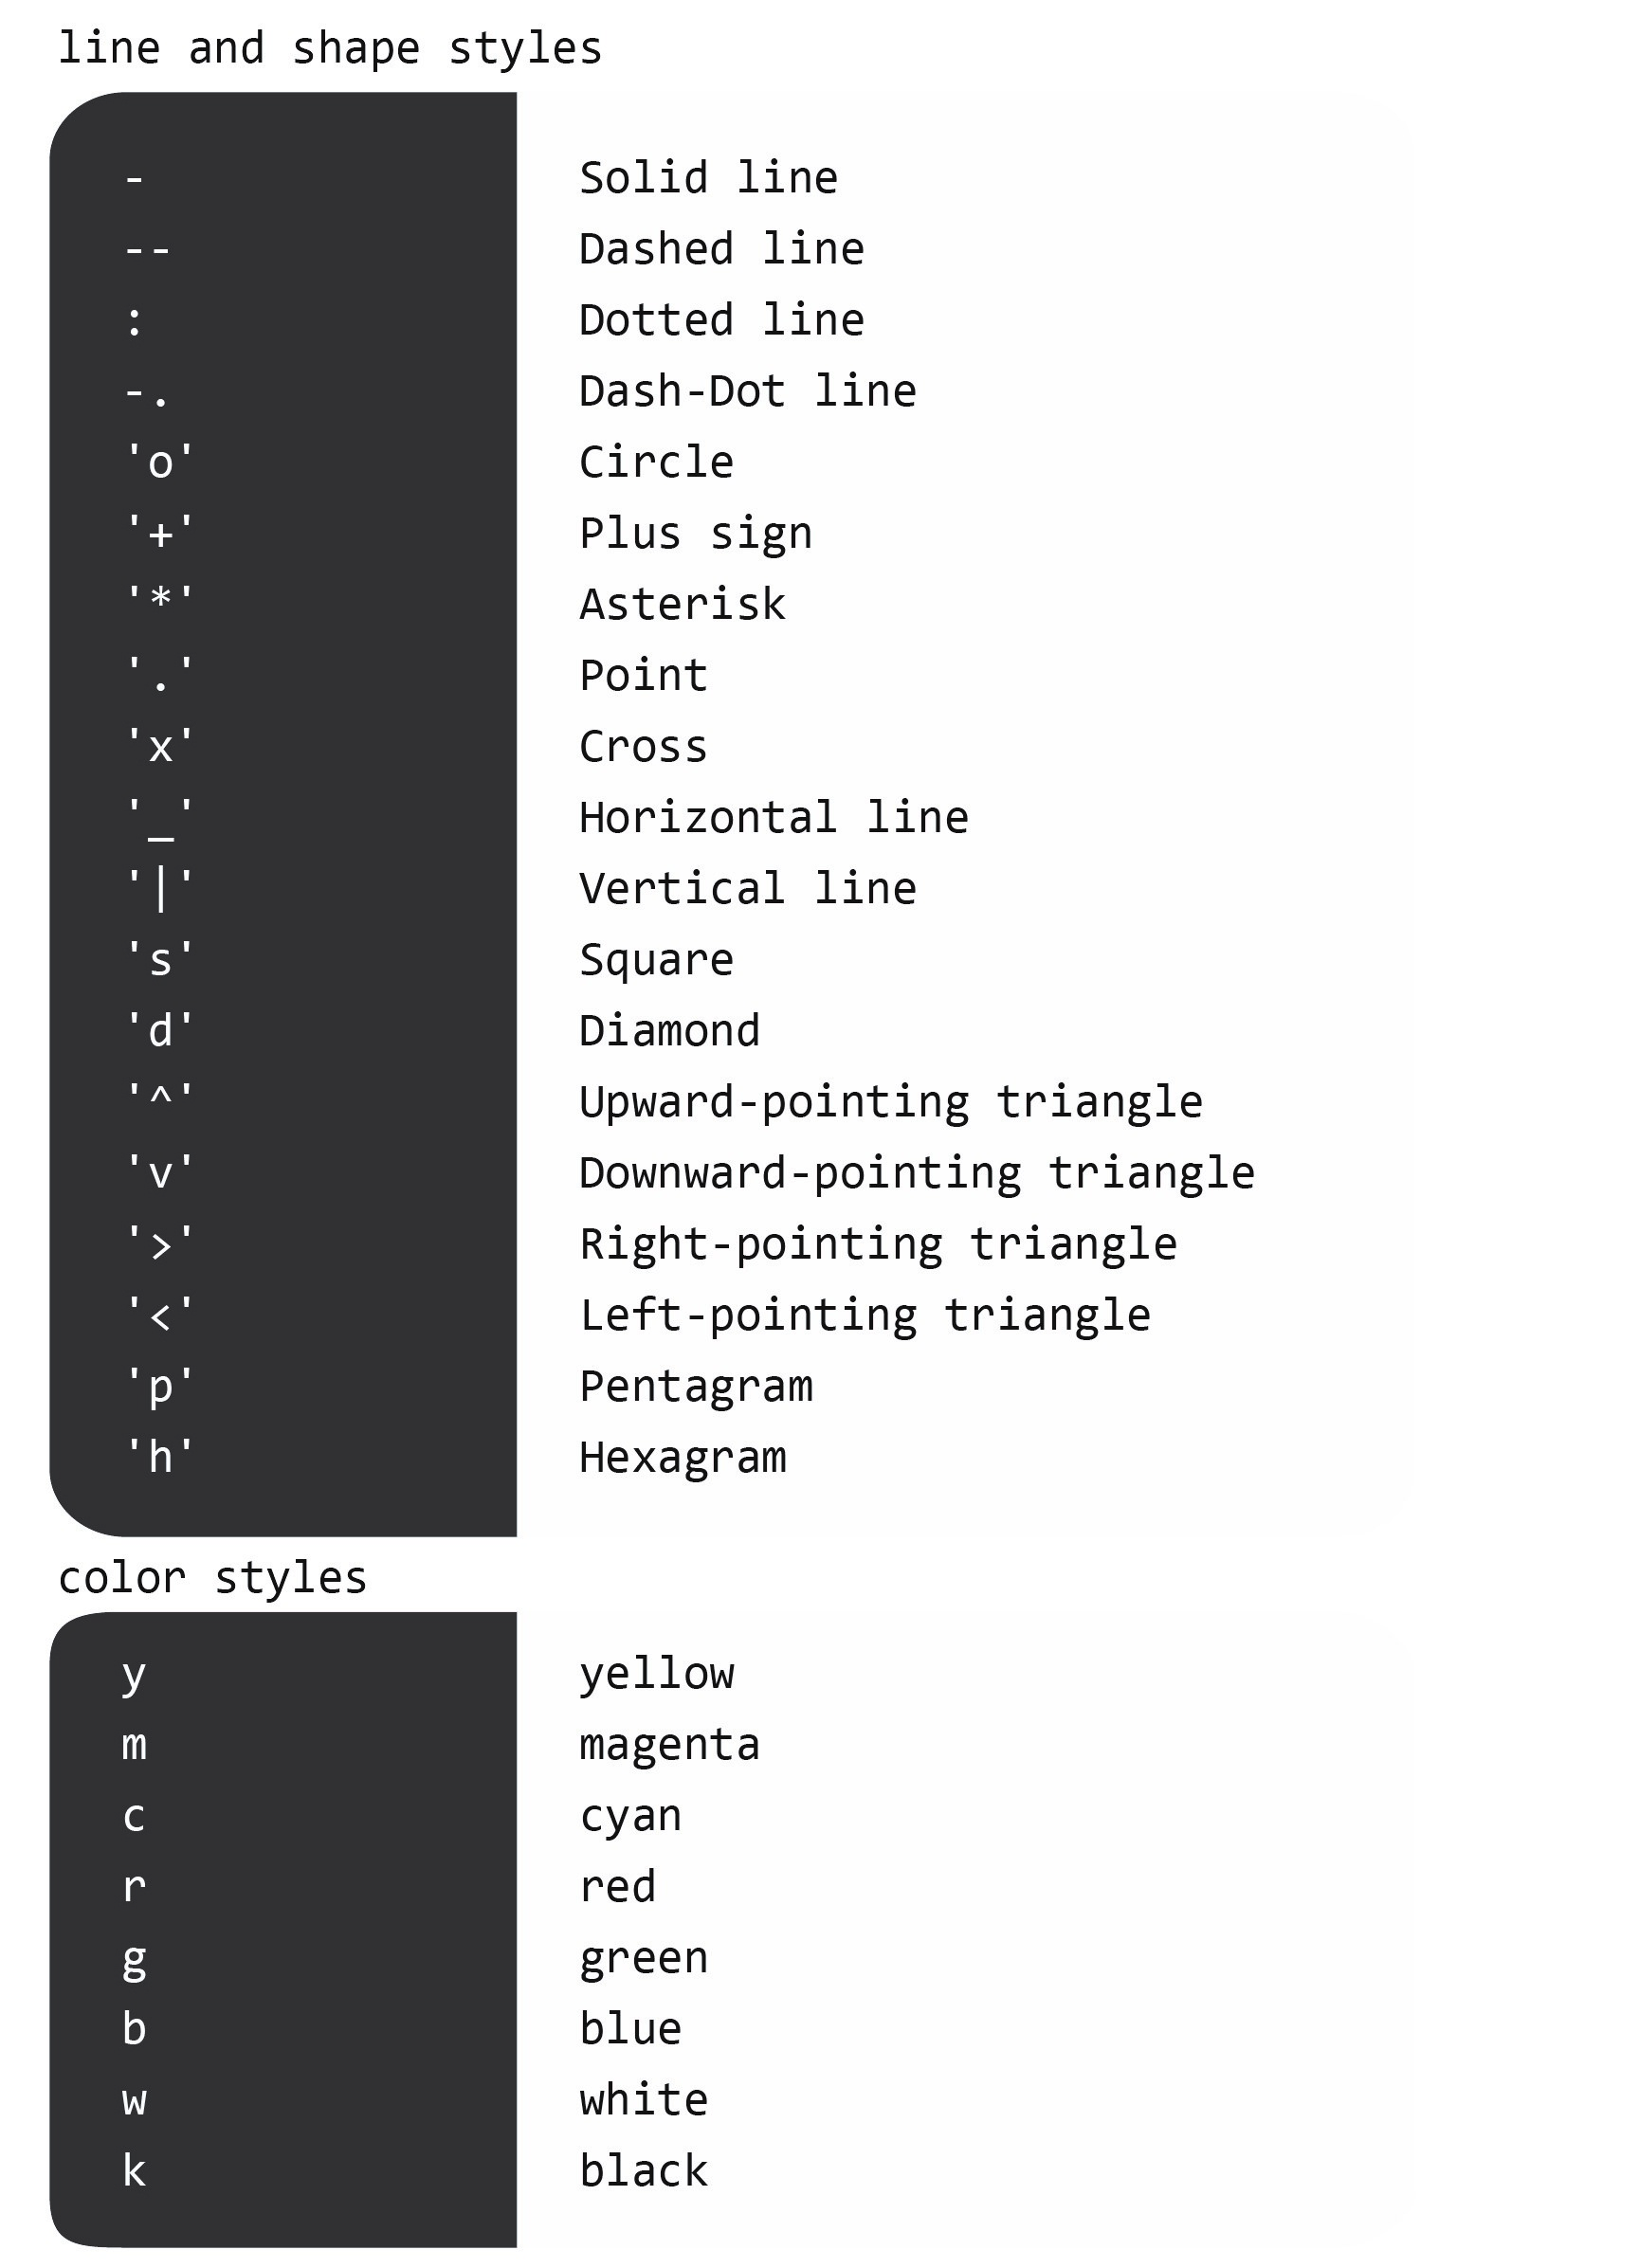 line and shape styles
- Solid line
-- Dashed line
: Dotted line
-. Dash-Dot line
'o' Circle
'+' Plus sign
'*' Asterisk
'.' Point
'x' Cross
'_' Horizontal line
'|' Vertical line
's' Square
'd' Diamond
'^' Upward-pointing triangle
'v' Downward-pointing triangle
'>' Right-pointing triangle
'<' Left-pointing triangle
'p' Pentagram
'h' Hexagram
color styles
y yellow
m magenta
c cyan
r red
g green
b blue
w white
k black